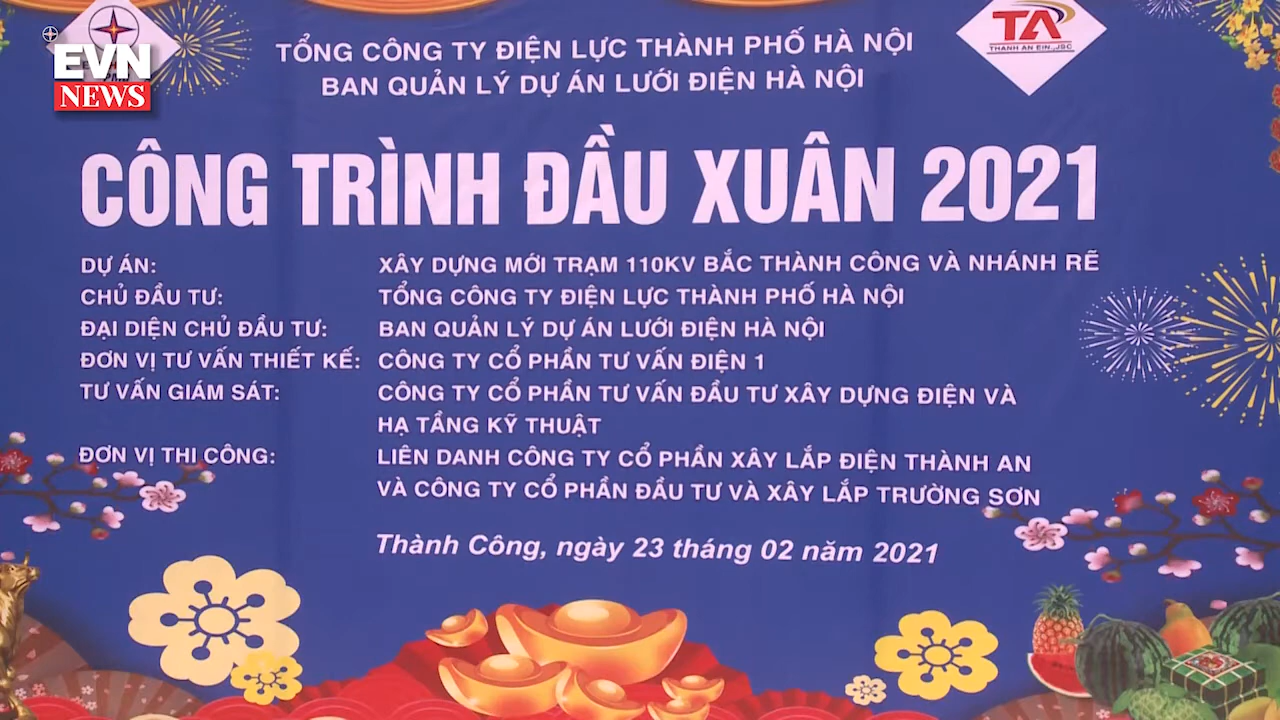 EVN
NEWS
TỔNG CÔNG TY ĐIỆN LỰC THÀNH PHỐ HÀ NỘI
BAN QUẢN LÝ DỰ ÁN LƯỚI ĐIỆN HÀ NỘI
TA
THANH AN EIN.,JSC
CÔNG TRÌNH ĐẦU XUÂN 2021
DỰ ÁN: XÂY DỰNG MỚI TRẠM 110KV BẮC THÀNH CÔNG VÀ NHÁNH RẼ
CHỦ ĐẦU TƯ: TỔNG CÔNG TY ĐIỆN LỰC THÀNH PHỐ HÀ NỘI
ĐẠI DIỆN CHỦ ĐẦU TƯ: BAN QUẢN LÝ DỰ ÁN LƯỚI ĐIỆN HÀ NỘI
ĐƠN VỊ TƯ VẤN THIẾT KẾ: CÔNG TY CỔ PHẦN TƯ VẤN ĐIỆN 1
TƯ VẤN GIÁM SÁT: CÔNG TY CỔ PHẦN TƯ VẤN ĐẦU TƯ XÂY DỰNG ĐIỆN VÀ
HẠ TẦNG KỸ THUẬT
ĐƠN VỊ THI CÔNG: LIÊN DANH CÔNG TY CỔ PHẦN XÂY LẮP ĐIỆN THÀNH AN
VÀ CÔNG TY CỔ PHẦN ĐẦU TƯ VÀ XÂY LẮP TRƯỜNG SƠN
Thành Công, ngày 23 tháng 02 năm 2021